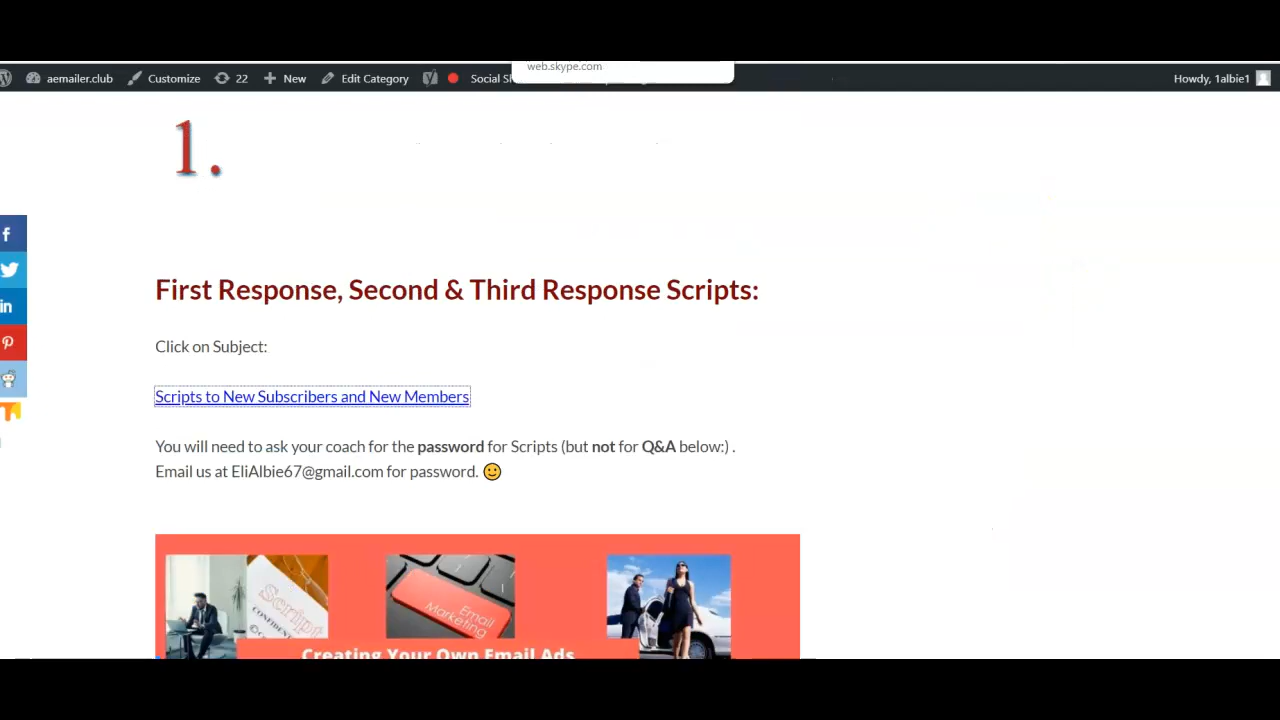 web.skype.com
aemailer.club Customize 22 New Edit Category Social Howdy, 1albie1
1.
First Response, Second & Third Response Scripts:
Click on Subject:
Scripts to New Subscribers and New Members
You will need to ask your coach for the password for Scripts (but not for Q&A below:) .
Email us at EliAlbie67@gmail.com for password.
Script
Email
Marketing
Creating Your Own Email Ads